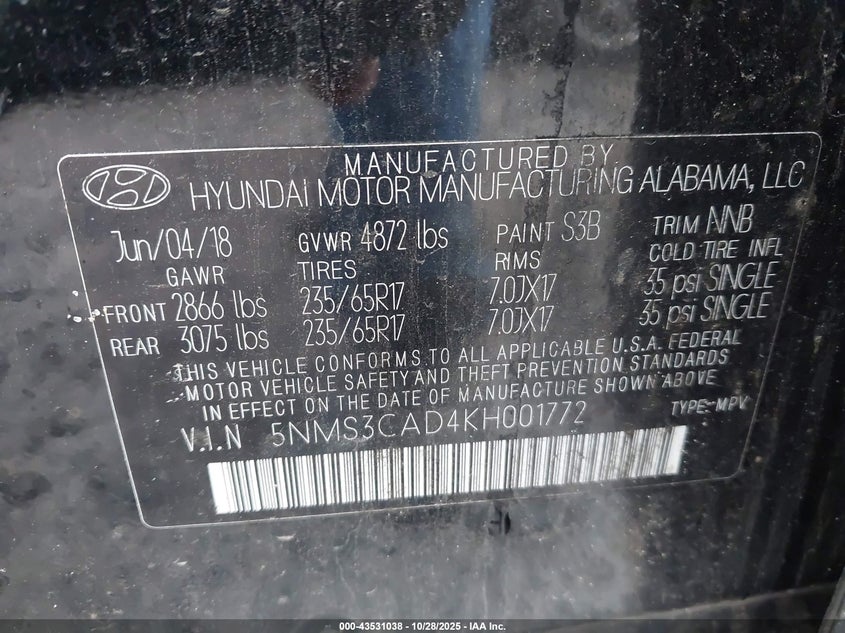 MANUFACTURED BY
HYUNDAI MOTOR MANUFACTURING ALABAMA, LLC
Jun/04/18 GVWR 4872 lbs PAINT S3B TRIM NNB
GAWR TIRES RIMS COLD TIRE INFL
FRONT 2866 lbs 235/65R17 7.0JX17 35 psi SINGLE
REAR 3075 lbs 235/65R17 7.0JX17 35 psi SINGLE
THIS VEHICLE CONFORMS TO ALL APPLICABLE U.S.A. FEDERAL
MOTOR VEHICLE SAFETY AND THEFT PREVENTION STANDARDS
IN EFFECT ON THE DATE OF MANUFACTURE SHOWN ABOVE
V.I.N 5NMS3CAD4KH001772 TYPE-MPV
000-43531038 - 10/28/2025 - IAA Inc.